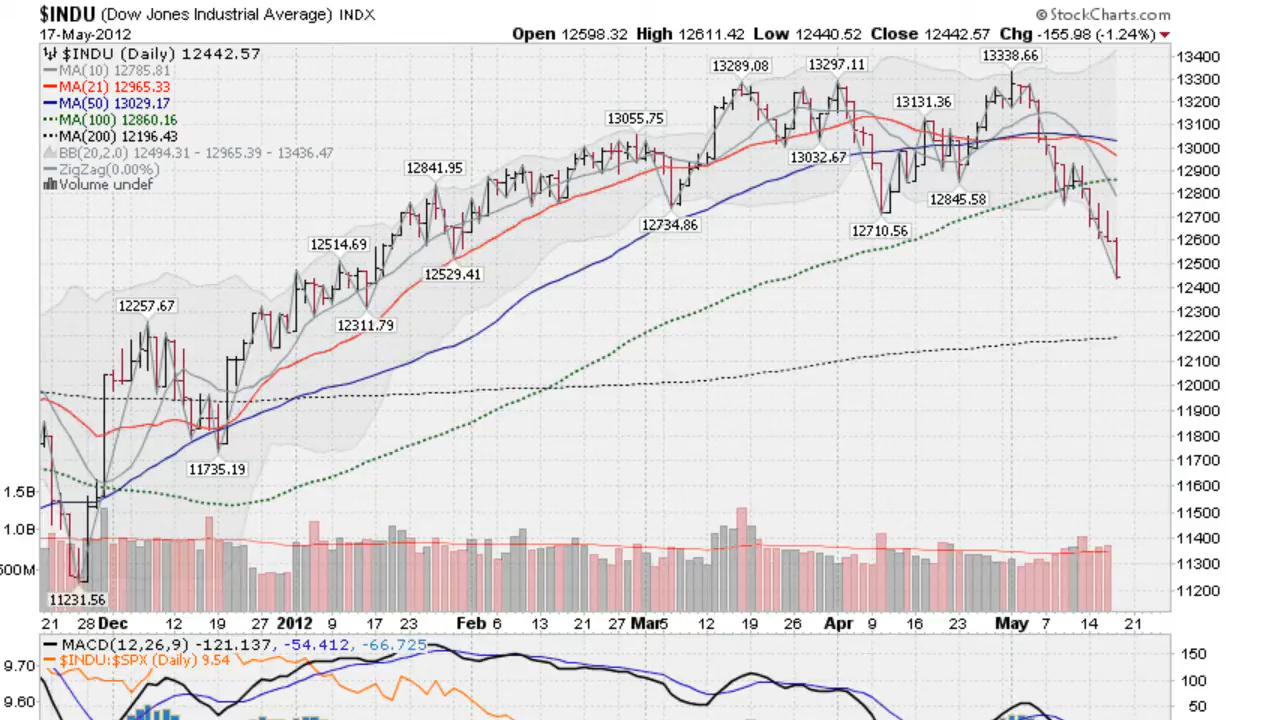 $INDU (Dow Jones Industrial Average) INDX
© StockCharts.com
17-May-2012
Open 12598.32 High 12611.42 Low 12440.52 Close 12442.57 Chg -155.98 (-1.24%)
$INDU (Daily) 12442.57
MA(10) 12785.81
MA(21) 12965.33
MA(50) 13029.17
MA(100) 12860.16
MA(200) 12196.43
BB(20,2.0) 12494.31 - 12965.39 - 13436.47
ZigZag(0.00%)
Volume undef
13400
13300
13200
13100
13000
12900
12800
12700
12600
12500
12400
12300
12200
12100
12000
11900
11800
11700
11600
11500
11400
11300
11200
13338.66
13289.08
13297.11
13131.36
13055.75
13032.67
12841.95
12845.58
12734.86
12710.56
12514.69
12529.41
12257.67
12311.79
11735.19
11231.56
1.5B
1.0B
500M
21 28 Dec 12 19 27 2012 9 17 23 Feb 6 13 21 27 Mar 5 12 19 26 Apr 9 16 23 May 7 14 21
MACD(12,26,9) -121.137, -54.412, -66.725
$INDU:$SPX (Daily) 9.54
9.70
9.60
150
100
50